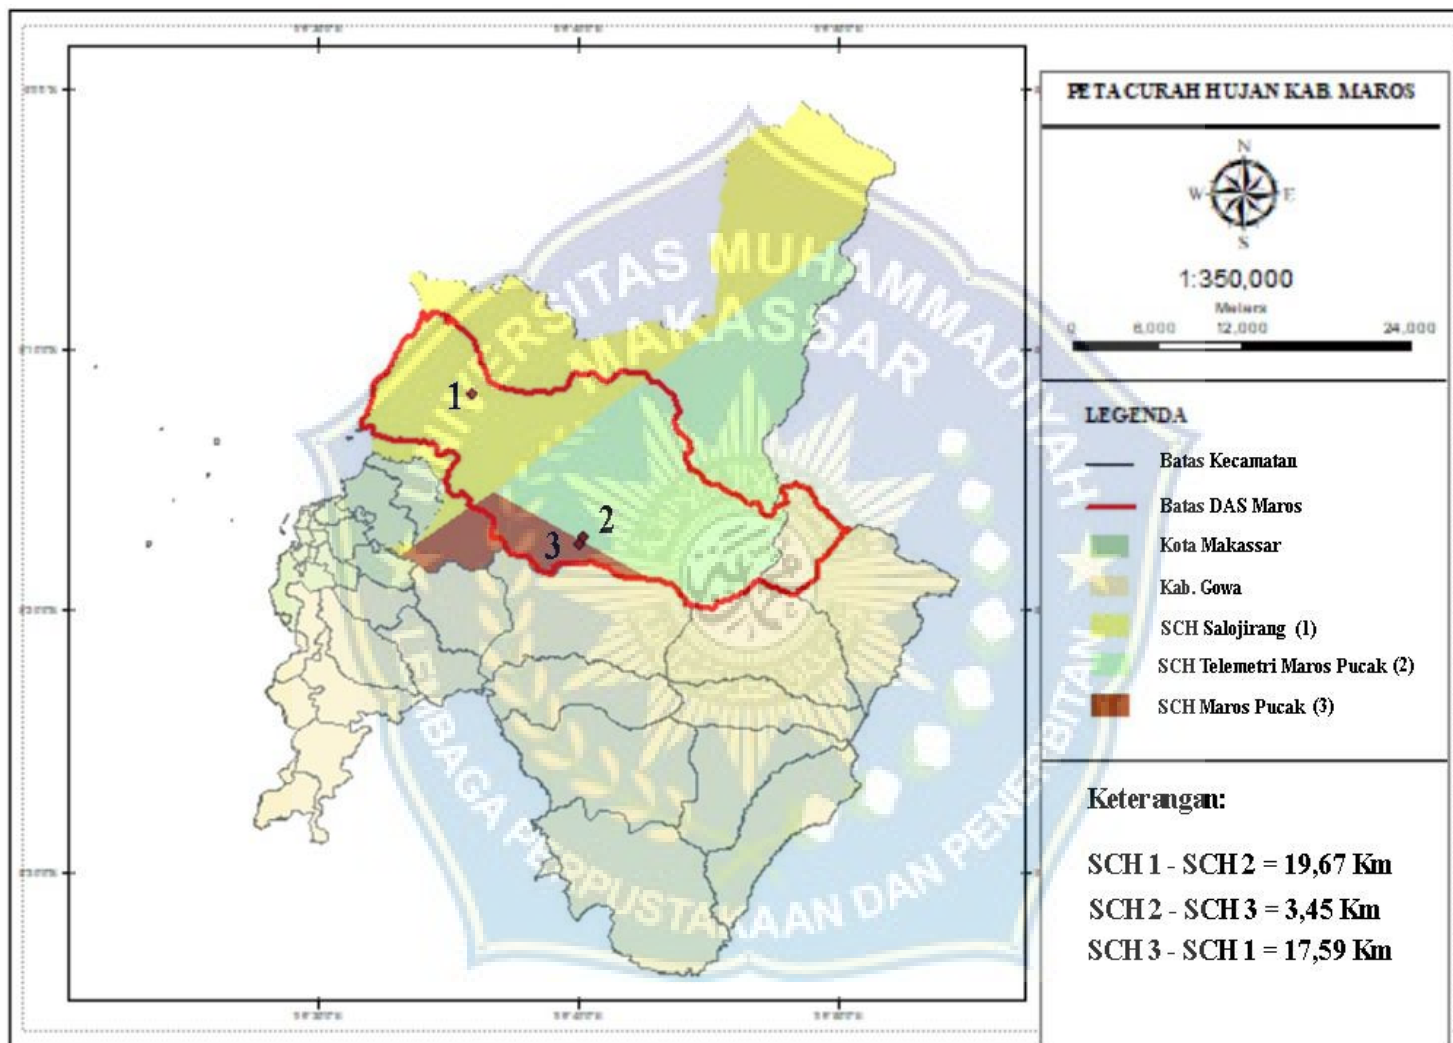 PETA CURAH HUJAN KAB. MAROS
N
W E
S
1:350,000
Meters
0 6,000 12,000 24,000
LEGENDA
Batas Kecamatan
Batas DAS Maros
Kota Makassar
Kab. Gowa
SCH Salojirang (1)
SCH Telemetri Maros Pucak (2)
SCH Maros Pucak (3)
Keterangan:
SCH 1 - SCH 2 = 19,67 Km
SCH 2 - SCH 3 = 3,45 Km
SCH 3 - SCH 1 = 17,59 Km
1
2
3
UNIVERSITAS MUHAMMADIYAH
MAKASSAR
LEMBAGA PERPUSTAKAAN DAN PENERBITAN